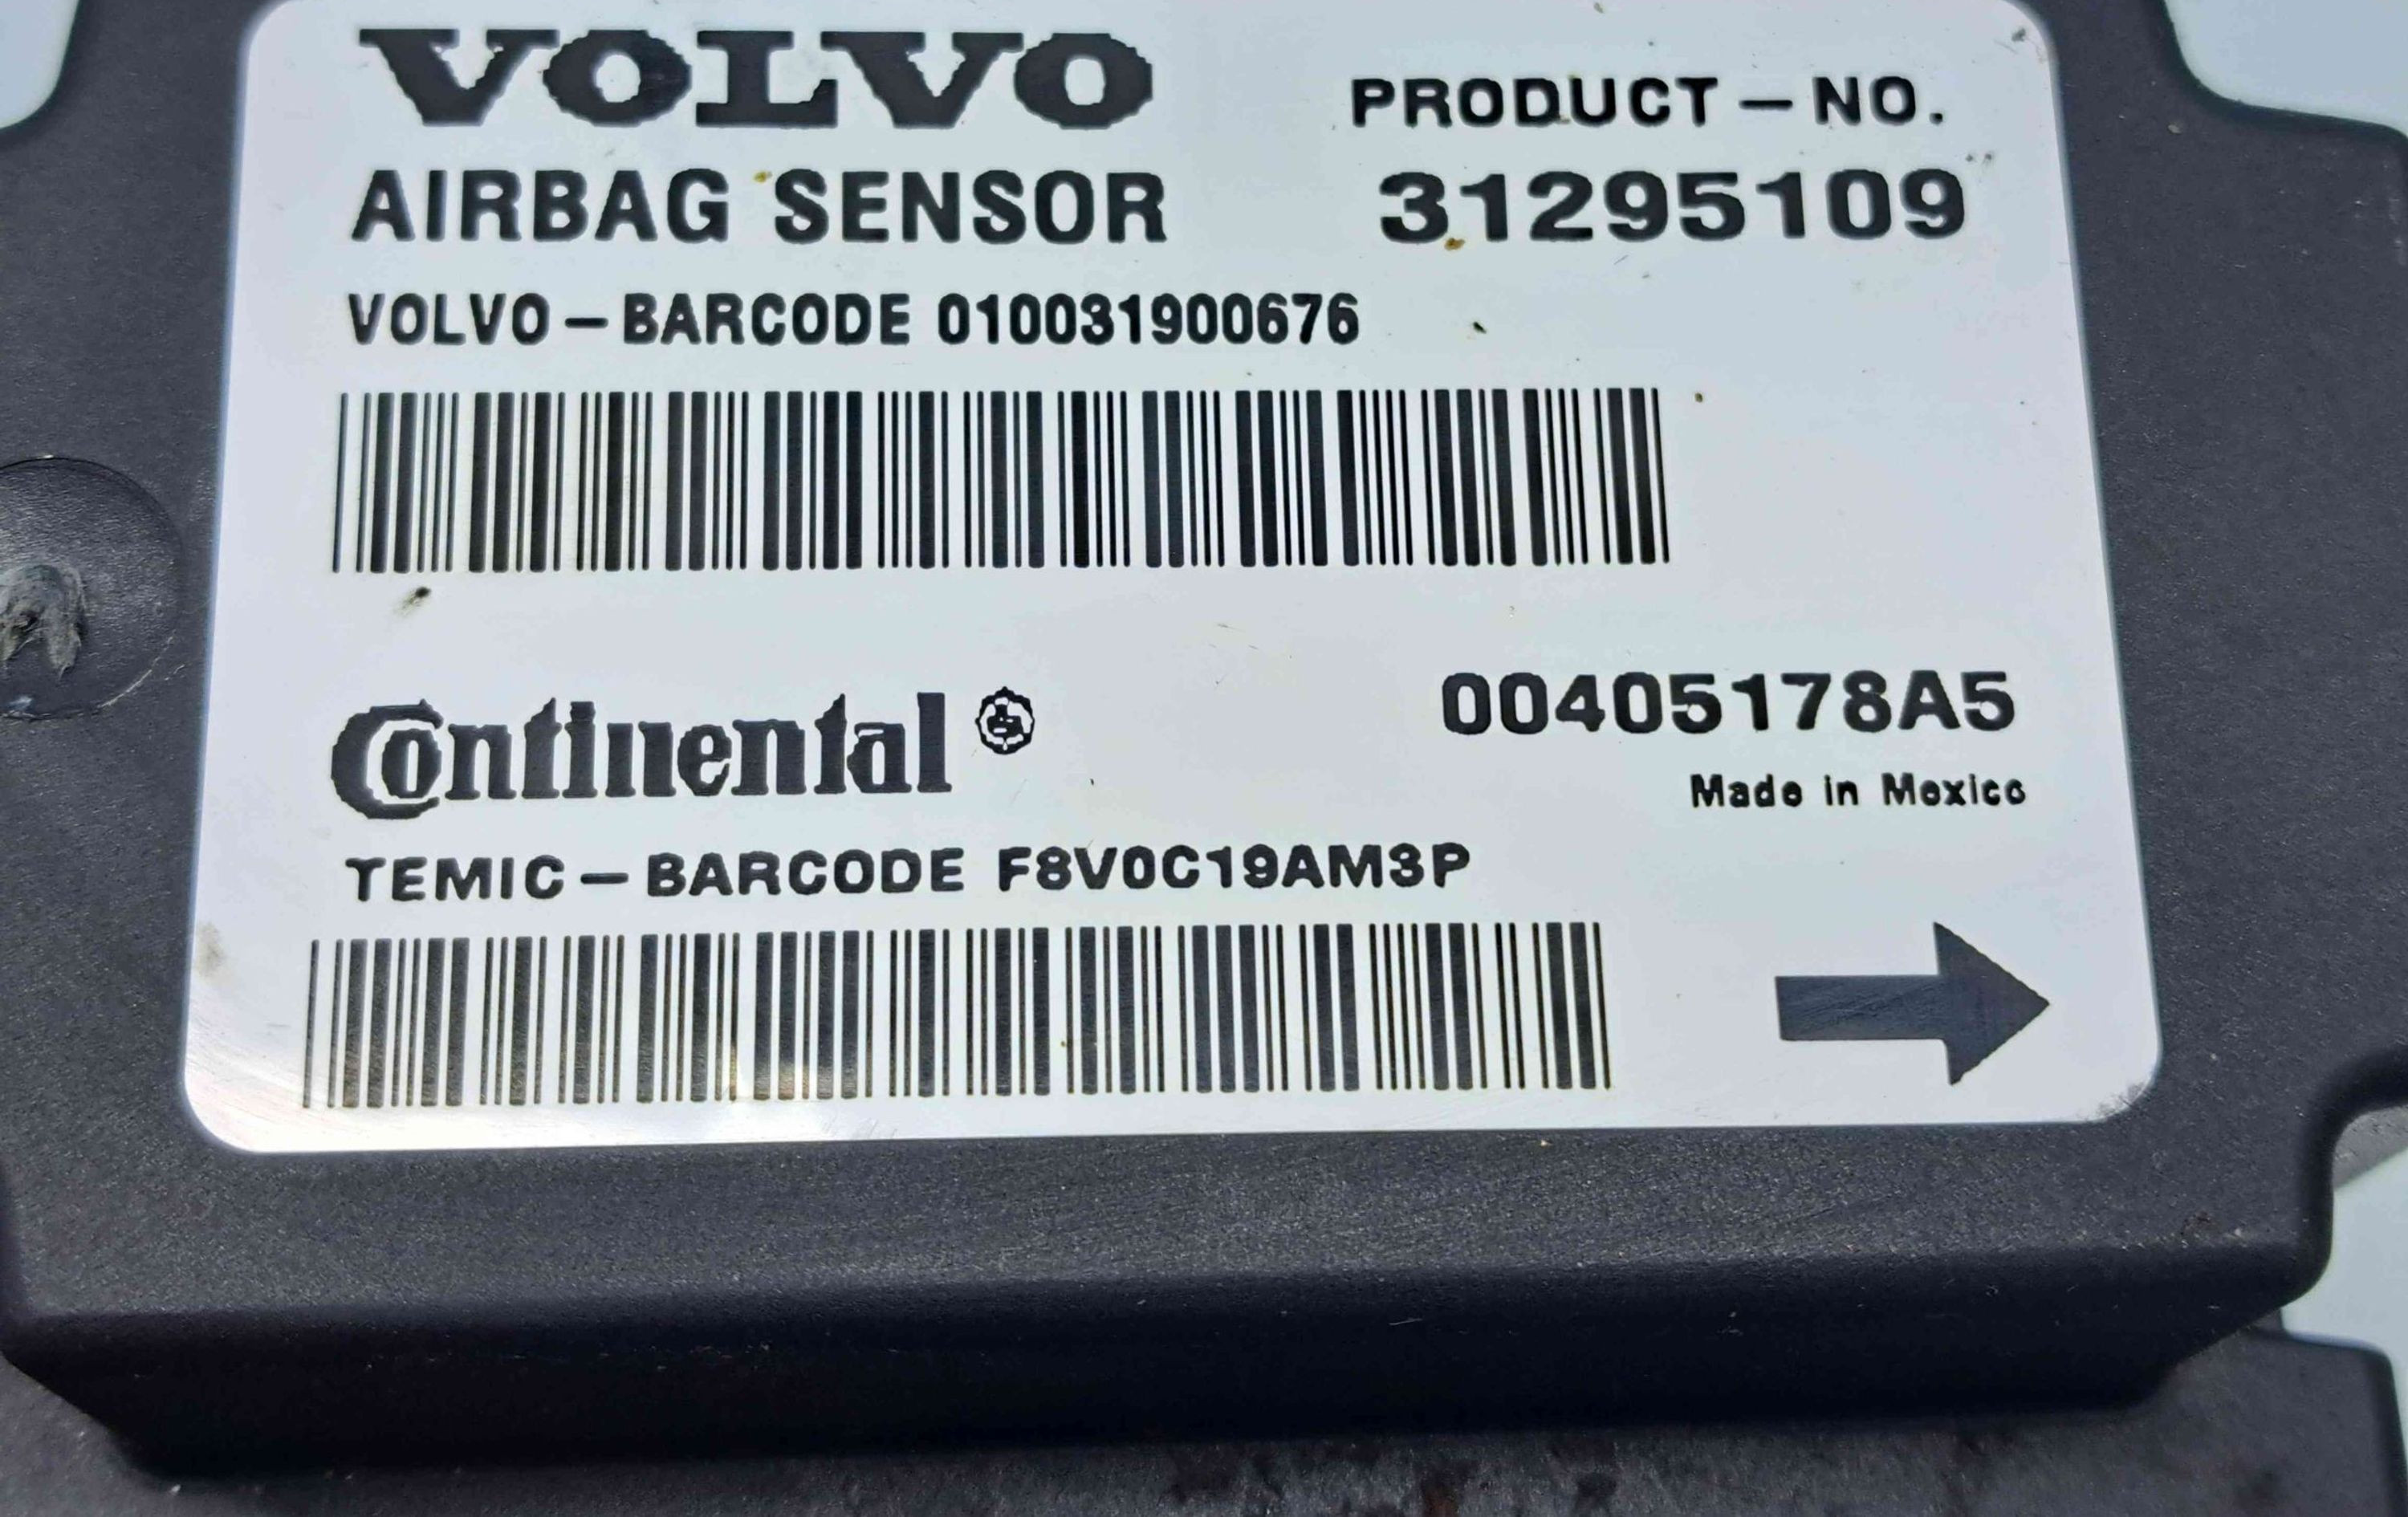 VOLVO
PRODUCT – NO.
AIRBAG SENSOR
31295109
VOLVO – BARCODE 010031900676
Continental ®
00405178A5
Made in Mexico
TEMIC – BARCODE F8V0C19AM3P